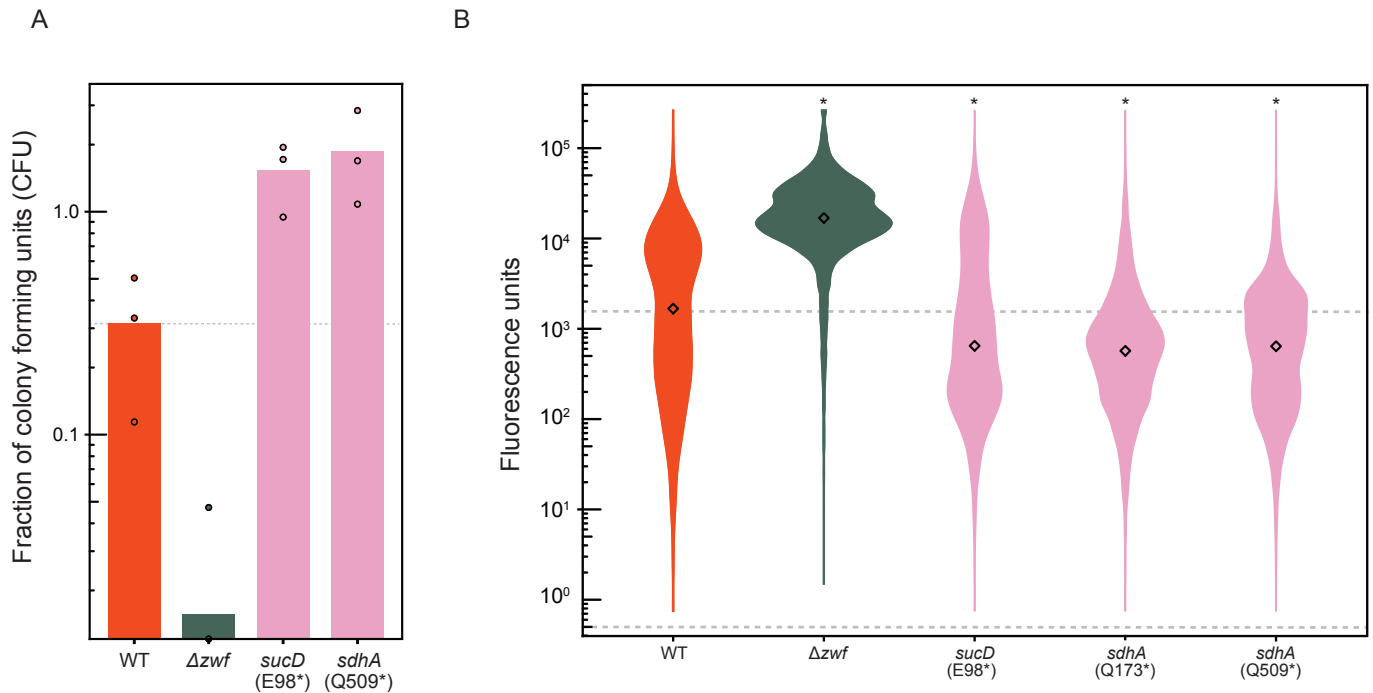 A
B
Fraction of colony forming units (CFU)
1.0
0.1
WT
Δzwf
sucD
(E98*)
sdhA
(Q509*)
Fluorescence units
10⁵
10⁴
10³
10²
10¹
10⁰
* * * *
WT
Δzwf
sucD
(E98*)
sdhA
(Q173*)
sdhA
(Q509*)